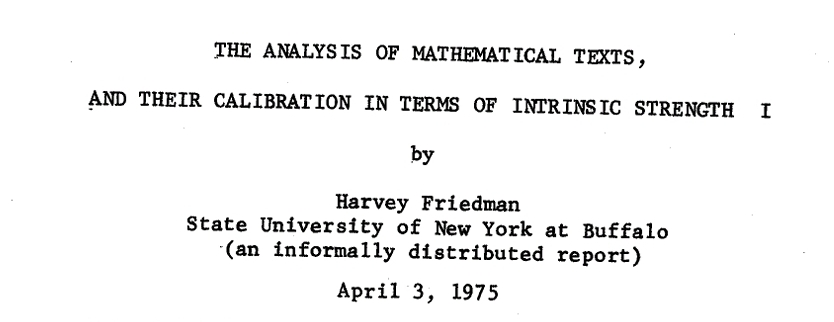 THE ANALYSIS OF MATHEMATICAL TEXTS,
AND THEIR CALIBRATION IN TERMS OF INTRINSIC STRENGTH I
by
Harvey Friedman
State University of New York at Buffalo
(an informally distributed report)
April 3, 1975